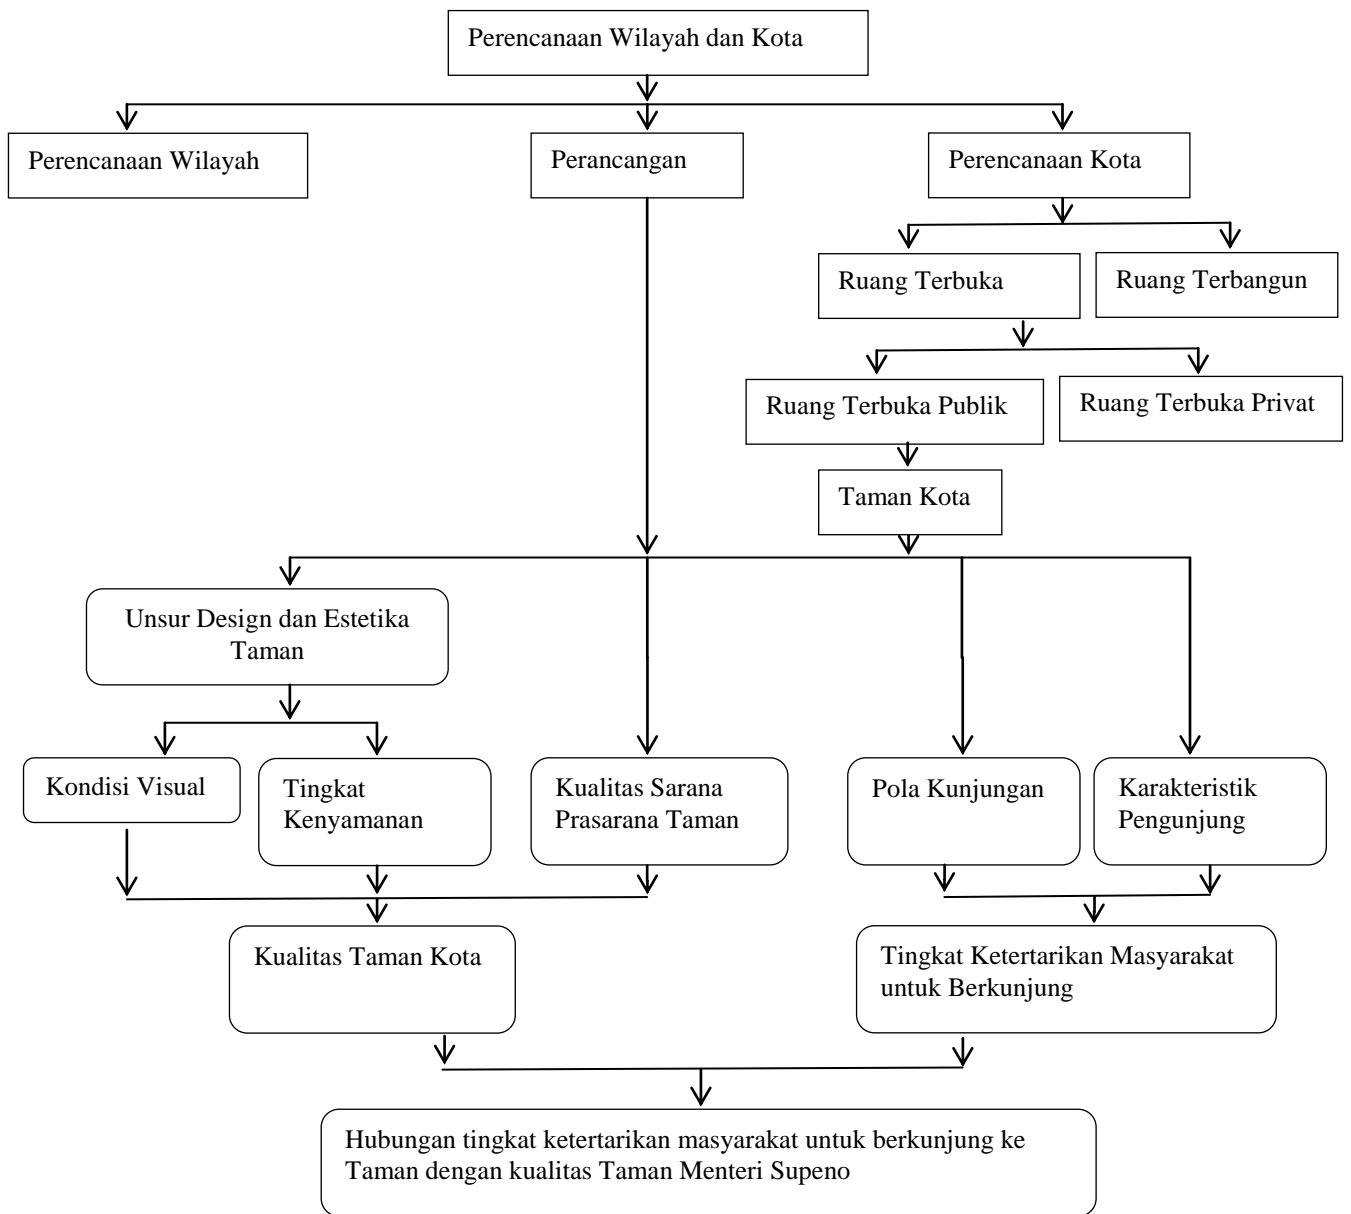 Perencanaan Wilayah dan Kota
Perencanaan Wilayah
Perancangan
Perencanaan Kota
Ruang Terbuka
Ruang Terbangun
Ruang Terbuka Publik
Ruang Terbuka Privat
Taman Kota
Unsur Design dan Estetika
Taman
Kondisi Visual
Tingkat
Kenyamanan
Kualitas Sarana
Prasarana Taman
Pola Kunjungan
Karakteristik
Pengunjung
Kualitas Taman Kota
Tingkat Ketertarikan Masyarakat
untuk Berkunjung
Hubungan tingkat ketertarikan masyarakat untuk berkunjung ke
Taman dengan kualitas Taman Menteri Supeno